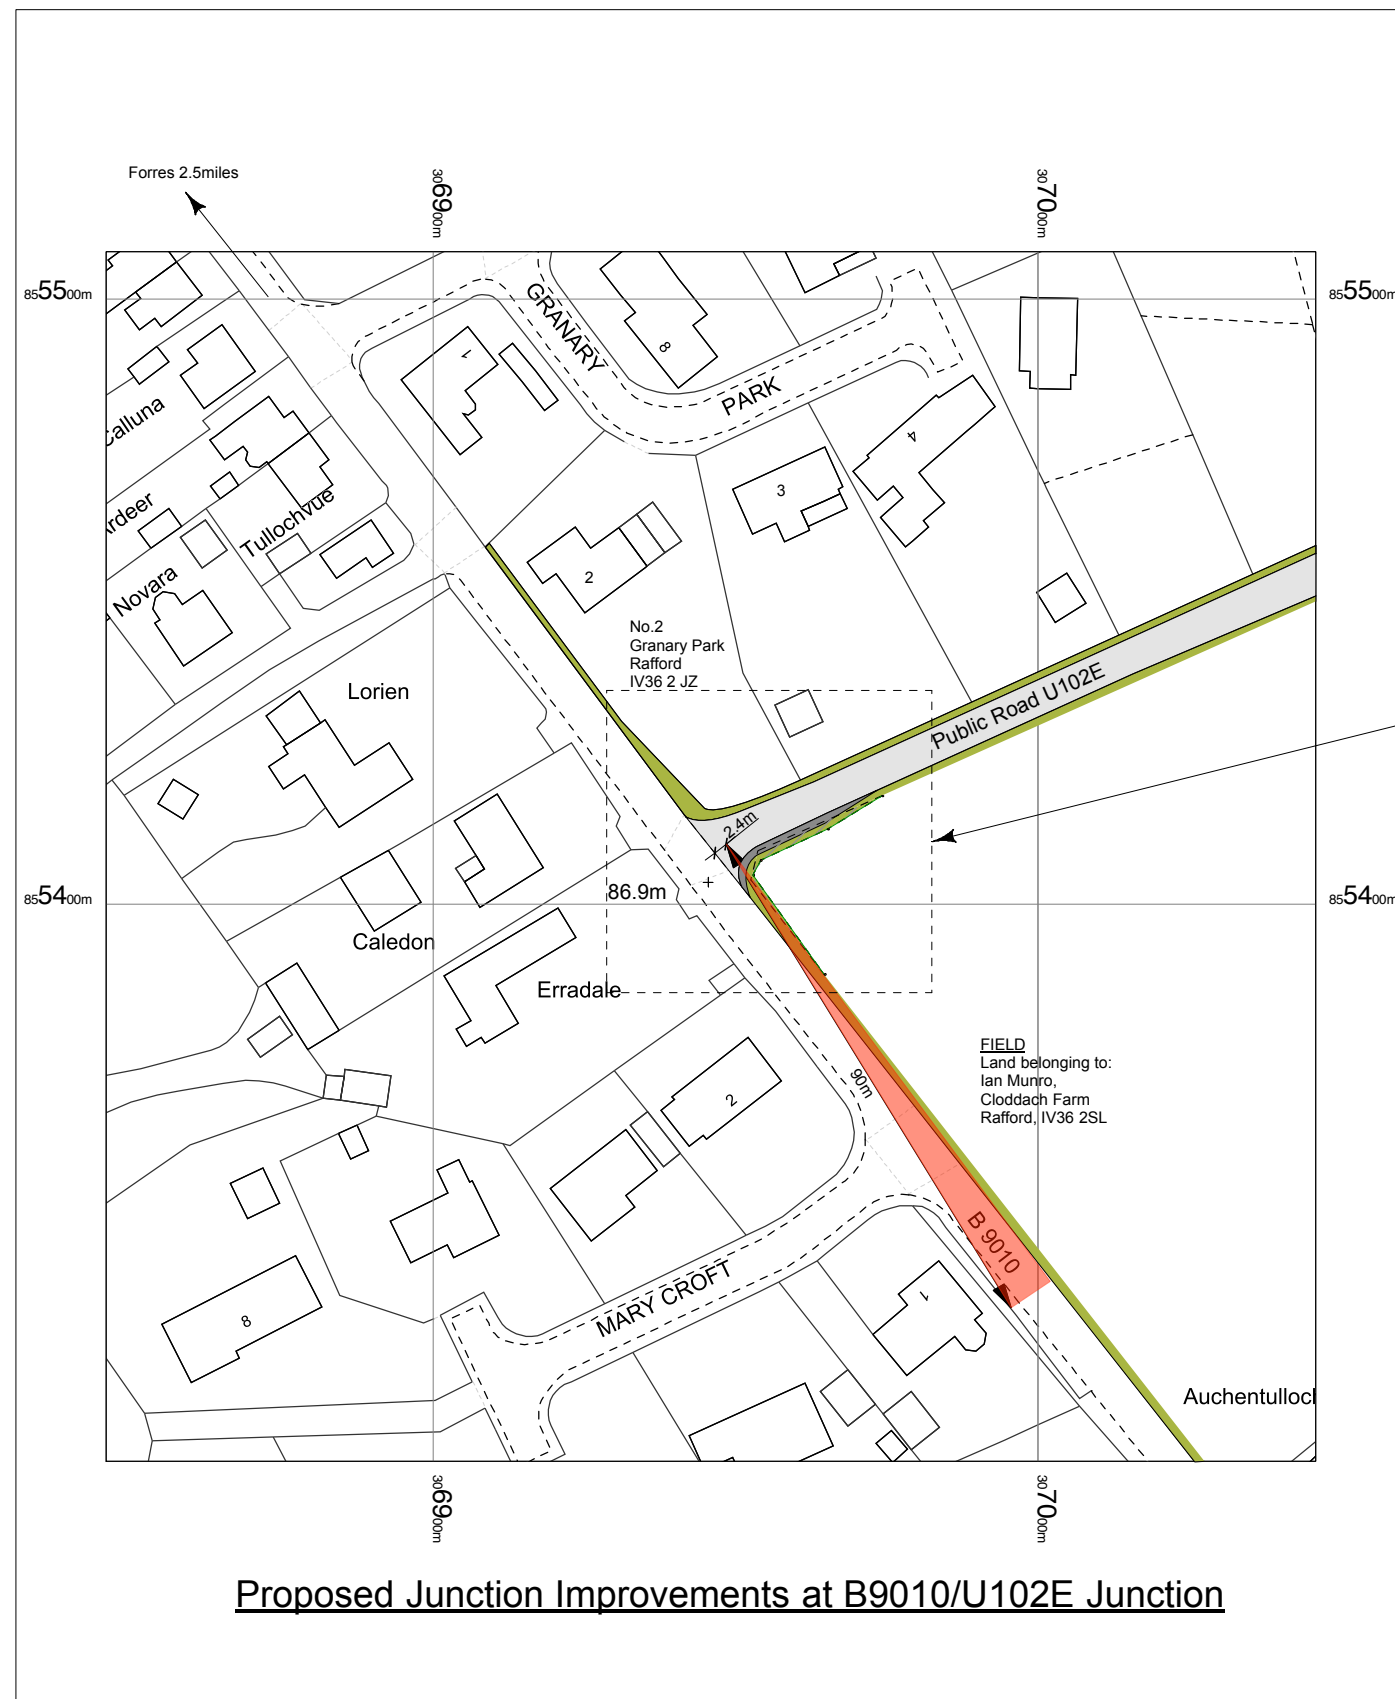 Forres 2.5miles
306900m
307000m
855500m
855500m
GRANARY
PARK
1
8
4
3
2
Calluna
Ardeer
Tullochvue
Novara
No.2
Granary Park
Rafford
IV36 2 JZ
Lorien
Public Road U102E
2.4m
86.9m
855400m
855400m
Caledon
Erradale
FIELD
Land belonging to:
Ian Munro,
Cloddach Farm
Rafford, IV36 2SL
90m
2
B 9010
MARY CROFT
8
1
Auchentulloch
306900m
307000m
Proposed Junction Improvements at B9010/U102E Junction